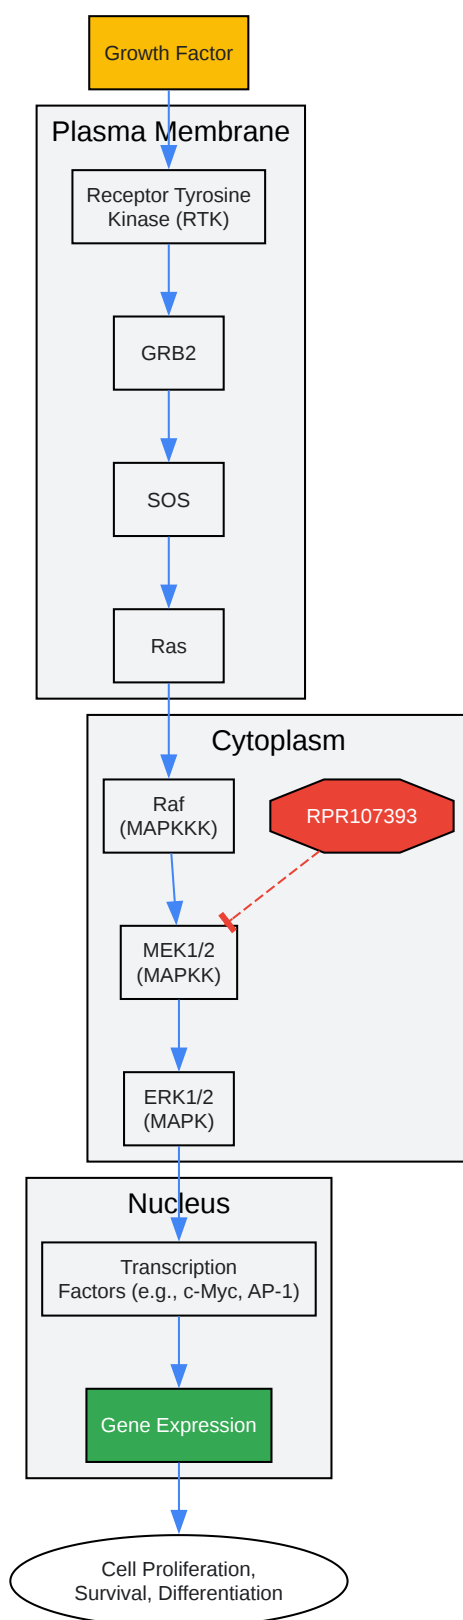 Growth Factor
Plasma Membrane
Receptor Tyrosine
Kinase (RTK)
GRB2
SOS
Ras
Cytoplasm
Raf
(MAPKKK)
RPR107393
MEK1/2
(MAPKK)
ERK1/2
(MAPK)
Nucleus
Transcription
Factors (e.g., c-Myc, AP-1)
Gene Expression
Cell Proliferation,
Survival, Differentiation